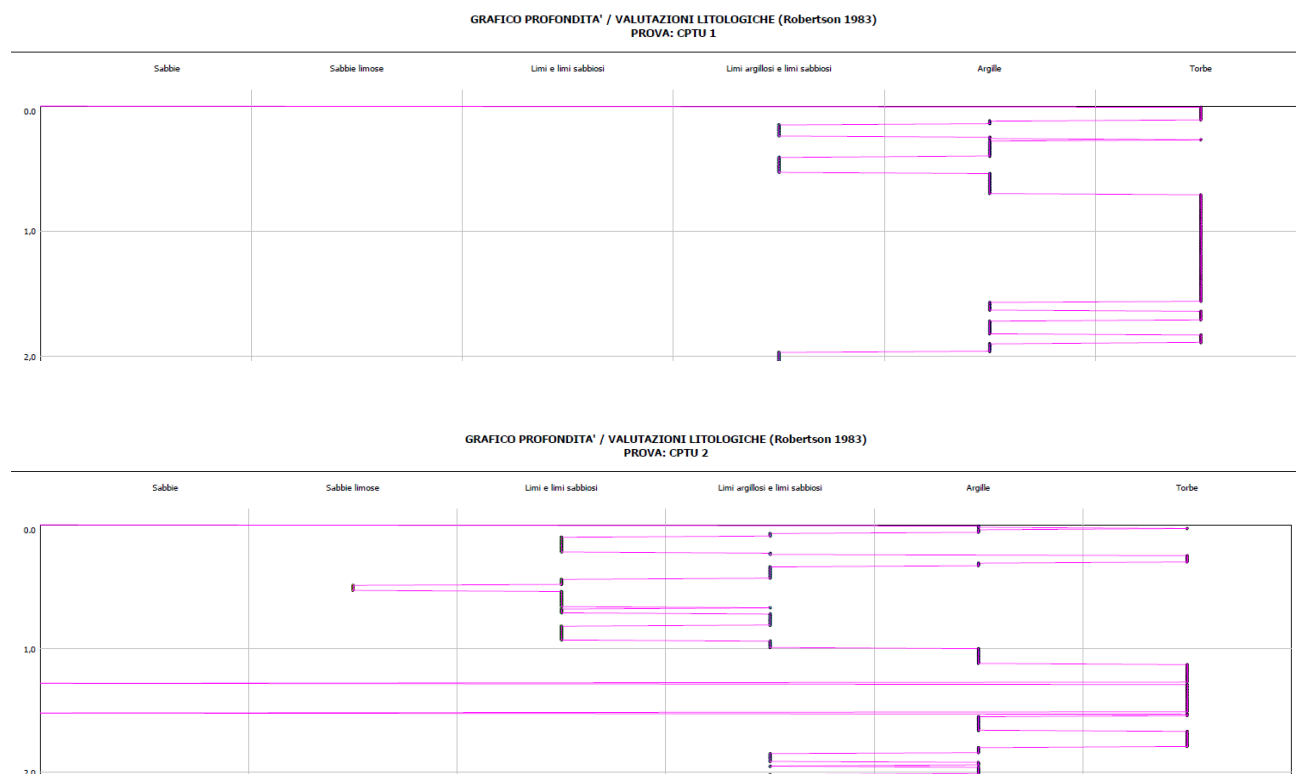 GRAFICO PROFONDITA' / VALUTAZIONI LITOLOGICHE (Robertson 1983)
PROVA: CPTU 1
Sabbie Sabbie limose Limi e limi sabbiosi Limi argillosi e limi sabbiosi Argille Torbe
0.0
1,0
2,0
GRAFICO PROFONDITA' / VALUTAZIONI LITOLOGICHE (Robertson 1983)
PROVA: CPTU 2
Sabbie Sabbie limose Limi e limi sabbiosi Limi argillosi e limi sabbiosi Argille Torbe
0.0
1,0
2,0